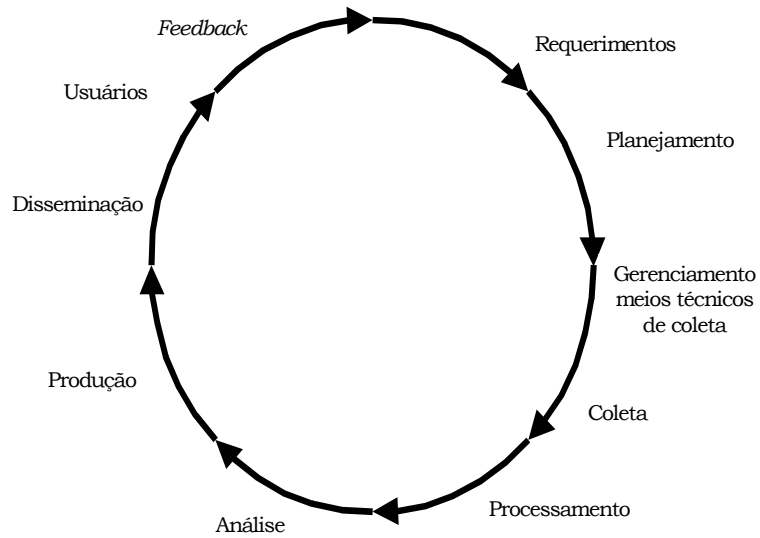 Feedback
Requerimentos
Usuários
Planejamento
Disseminação
Gerenciamento
meios técnicos
de coleta
Produção
Coleta
Processamento
Análise